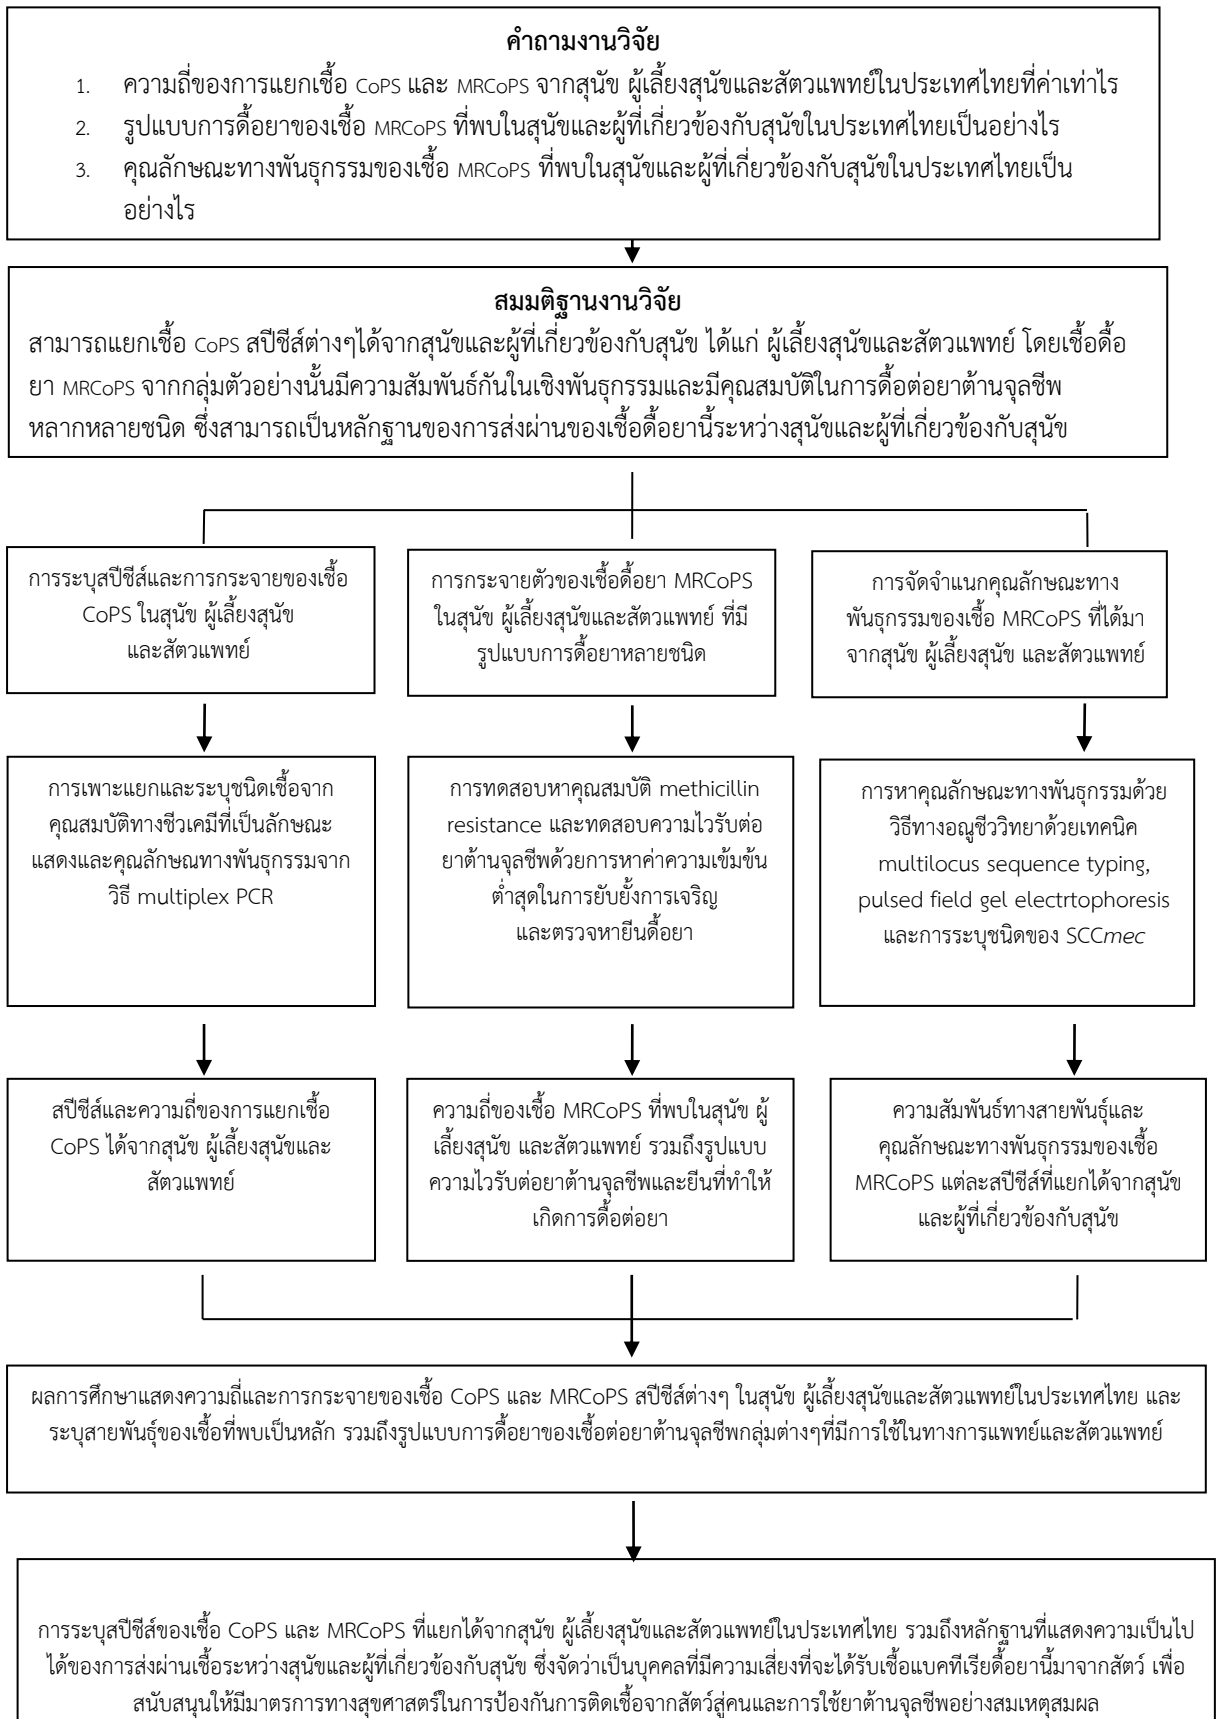 คำถามงานวิจัย
1. ความถี่ของการแยกเชื้อ CoPS และ MRCoPS จากสุนัข ผู้เลี้ยงสุนัขและสัตวแพทย์ในประเทศไทยที่ค่าเท่าไร
2. รูปแบบการดื้อยาของเชื้อ MRCoPS ที่พบในสุนัขและผู้ที่เกี่ยวข้องกับสุนัขในประเทศไทยเป็นอย่างไร
3. คุณลักษณะทางพันธุกรรมของเชื้อ MRCoPS ที่พบในสุนัขและผู้ที่เกี่ยวข้องกับสุนัขในประเทศไทยเป็น
อย่างไร
สมมติฐานงานวิจัย
สามารถแยกเชื้อ CoPS สปีชีส์ต่างๆได้จากสุนัขและผู้ที่เกี่ยวข้องกับสุนัข ได้แก่ ผู้เลี้ยงสุนัขและสัตวแพทย์ โดยเชื้อดื้อ
ยา MRCoPS จากกลุ่มตัวอย่างนั้นมีความสัมพันธ์กันในเชิงพันธุกรรมและมีคุณสมบัติในการดื้อต่อยาต้านจุลชีพ
หลากหลายชนิด ซึ่งสามารถเป็นหลักฐานของการส่งผ่านของเชื้อดื้อยานี้ระหว่างสุนัขและผู้ที่เกี่ยวข้องกับสุนัข
การระบุสปีชีส์และการกระจายของเชื้อ
CoPS ในสุนัข ผู้เลี้ยงสุนัข
และสัตวแพทย์
การกระจายตัวของเชื้อดื้อยา MRCoPS
ในสุนัข ผู้เลี้ยงสุนัขและสัตวแพทย์ ที่มี
รูปแบบการดื้อยาหลายชนิด
การจัดจำแนกคุณลักษณะทาง
พันธุกรรมของเชื้อ MRCoPS ที่ได้มา
จากสุนัข ผู้เลี้ยงสุนัข และสัตวแพทย์
การเพาะแยกและระบุชนิดเชื้อจาก
คุณสมบัติทางชีวเคมีที่เป็นลักษณะ
แสดงและคุณลักษณทางพันธุกรรมจาก
วิธี multiplex PCR
การทดสอบหาคุณสมบัติ methicillin
resistance และทดสอบความไวรับต่อ
ยาต้านจุลชีพด้วยการหาค่าความเข้มข้น
ต่ำสุดในการยับยั้งการเจริญ
และตรวจหายีนดื้อยา
การหาคุณลักษณะทางพันธุกรรมด้วย
วิธีทางอณูชีววิทยาด้วยเทคนิค
multilocus sequence typing,
pulsed field gel electrtophoresis
และการระบุชนิดของ SCCmec
สปีชีส์และความถี่ของการแยกเชื้อ
CoPS ได้จากสุนัข ผู้เลี้ยงสุนัขและ
สัตวแพทย์
ความถี่ของเชื้อ MRCoPS ที่พบในสุนัข ผู้
เลี้ยงสุนัข และสัตวแพทย์ รวมถึงรูปแบบ
ความไวรับต่อยาต้านจุลชีพและยีนที่ทำให้
เกิดการดื้อต่อยา
ความสัมพันธ์ทางสายพันธุ์และ
คุณลักษณะทางพันธุกรรมของเชื้อ
MRCoPS แต่ละสปีชีส์ที่แยกได้จากสุนัข
และผู้ที่เกี่ยวข้องกับสุนัข
ผลการศึกษาแสดงความถี่และการกระจายของเชื้อ CoPS และ MRCoPS สปีชีส์ต่างๆ ในสุนัข ผู้เลี้ยงสุนัขและสัตวแพทย์ในประเทศไทย และ
ระบุสายพันธุ์ของเชื้อที่พบเป็นหลัก รวมถึงรูปแบบการดื้อยาของเชื้อต่อยาต้านจุลชีพกลุ่มต่างๆที่มีการใช้ในทางการแพทย์และสัตวแพทย์
การระบุสปีชีส์ของเชื้อ CoPS และ MRCoPS ที่แยกได้จากสุนัข ผู้เลี้ยงสุนัขและสัตวแพทย์ในประเทศไทย รวมถึงหลักฐานที่แสดงความเป็นไป
ได้ของการส่งผ่านเชื้อระหว่างสุนัขและผู้ที่เกี่ยวข้องกับสุนัข ซึ่งจัดว่าเป็นบุคคลที่มีความเสี่ยงที่จะได้รับเชื้อแบคทีเรียดื้อยานี้มาจากสัตว์ เพื่อ
สนับสนุนให้มีมาตรการทางสุขศาสตร์ในการป้องกันการติดเชื้อจากสัตว์สู่คนและการใช้ยาต้านจุลชีพอย่างสมเหตุสมผล